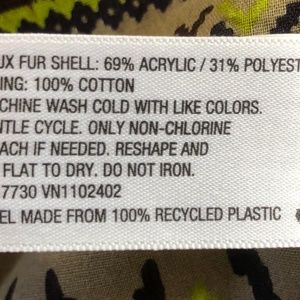 UX FUR SHELL: 69% ACRYLIC / 31% POLYEST
ING: 100% COTTON
CHINE WASH COLD WITH LIKE COLORS.
NTLE CYCLE. ONLY NON-CHLORINE
EACH IF NEEDED. RESHAPE AND
FLAT TO DRY. DO NOT IRON.
7730 VN1102402
EL MADE FROM 100% RECYCLED PLASTIC